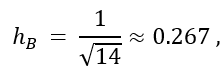 h_B = 1/√14 ≈ 0.267 ,